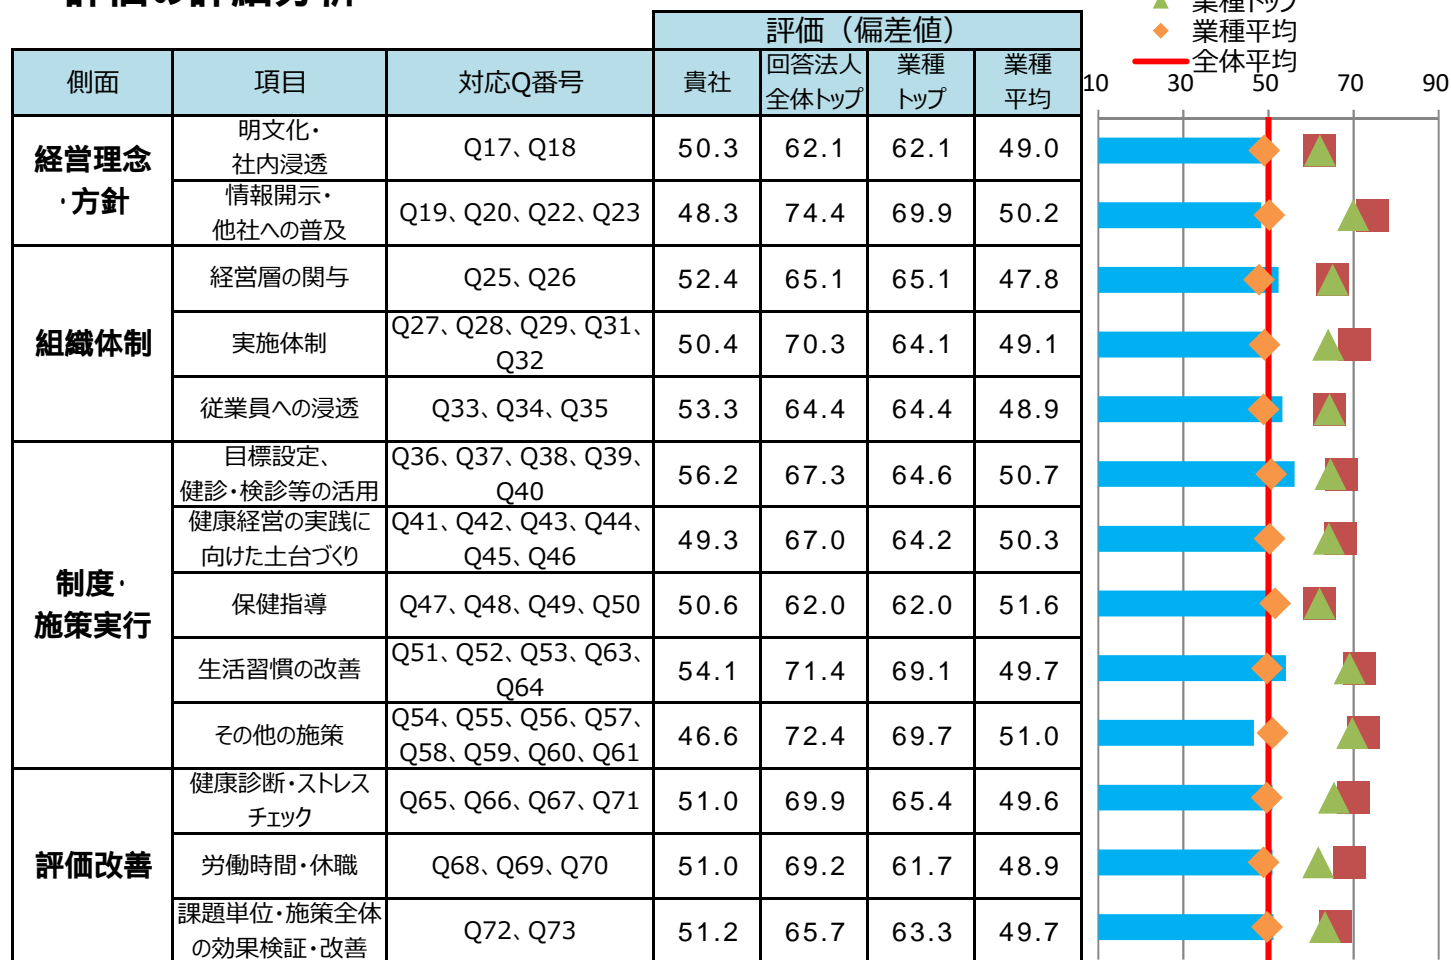 評価の詳細分析
業種トップ
業種平均
全体平均
評価（偏差値）
側面 項目 対応Q番号 貴社 回答法人全体トップ 業種トップ 業種平均
10 30 50 70 90
経営理念・方針
明文化・社内浸透 Q17、Q18 50.3 62.1 62.1 49.0
情報開示・他社への普及 Q19、Q20、Q22、Q23 48.3 74.4 69.9 50.2
組織体制
経営層の関与 Q25、Q26 52.4 65.1 65.1 47.8
実施体制 Q27、Q28、Q29、Q31、Q32 50.4 70.3 64.1 49.1
従業員への浸透 Q33、Q34、Q35 53.3 64.4 64.4 48.9
制度・施策実行
目標設定、健診・検診等の活用 Q36、Q37、Q38、Q39、Q40 56.2 67.3 64.6 50.7
健康経営の実践に向けた土台づくり Q41、Q42、Q43、Q44、Q45、Q46 49.3 67.0 64.2 50.3
保健指導 Q47、Q48、Q49、Q50 50.6 62.0 62.0 51.6
生活習慣の改善 Q51、Q52、Q53、Q63、Q64 54.1 71.4 69.1 49.7
その他の施策 Q54、Q55、Q56、Q57、Q58、Q59、Q60、Q61 46.6 72.4 69.7 51.0
評価改善
健康診断・ストレスチェック Q65、Q66、Q67、Q71 51.0 69.9 65.4 49.6
労働時間・休職 Q68、Q69、Q70 51.0 69.2 61.7 48.9
課題単位・施策全体の効果検証・改善 Q72、Q73 51.2 65.7 63.3 49.7